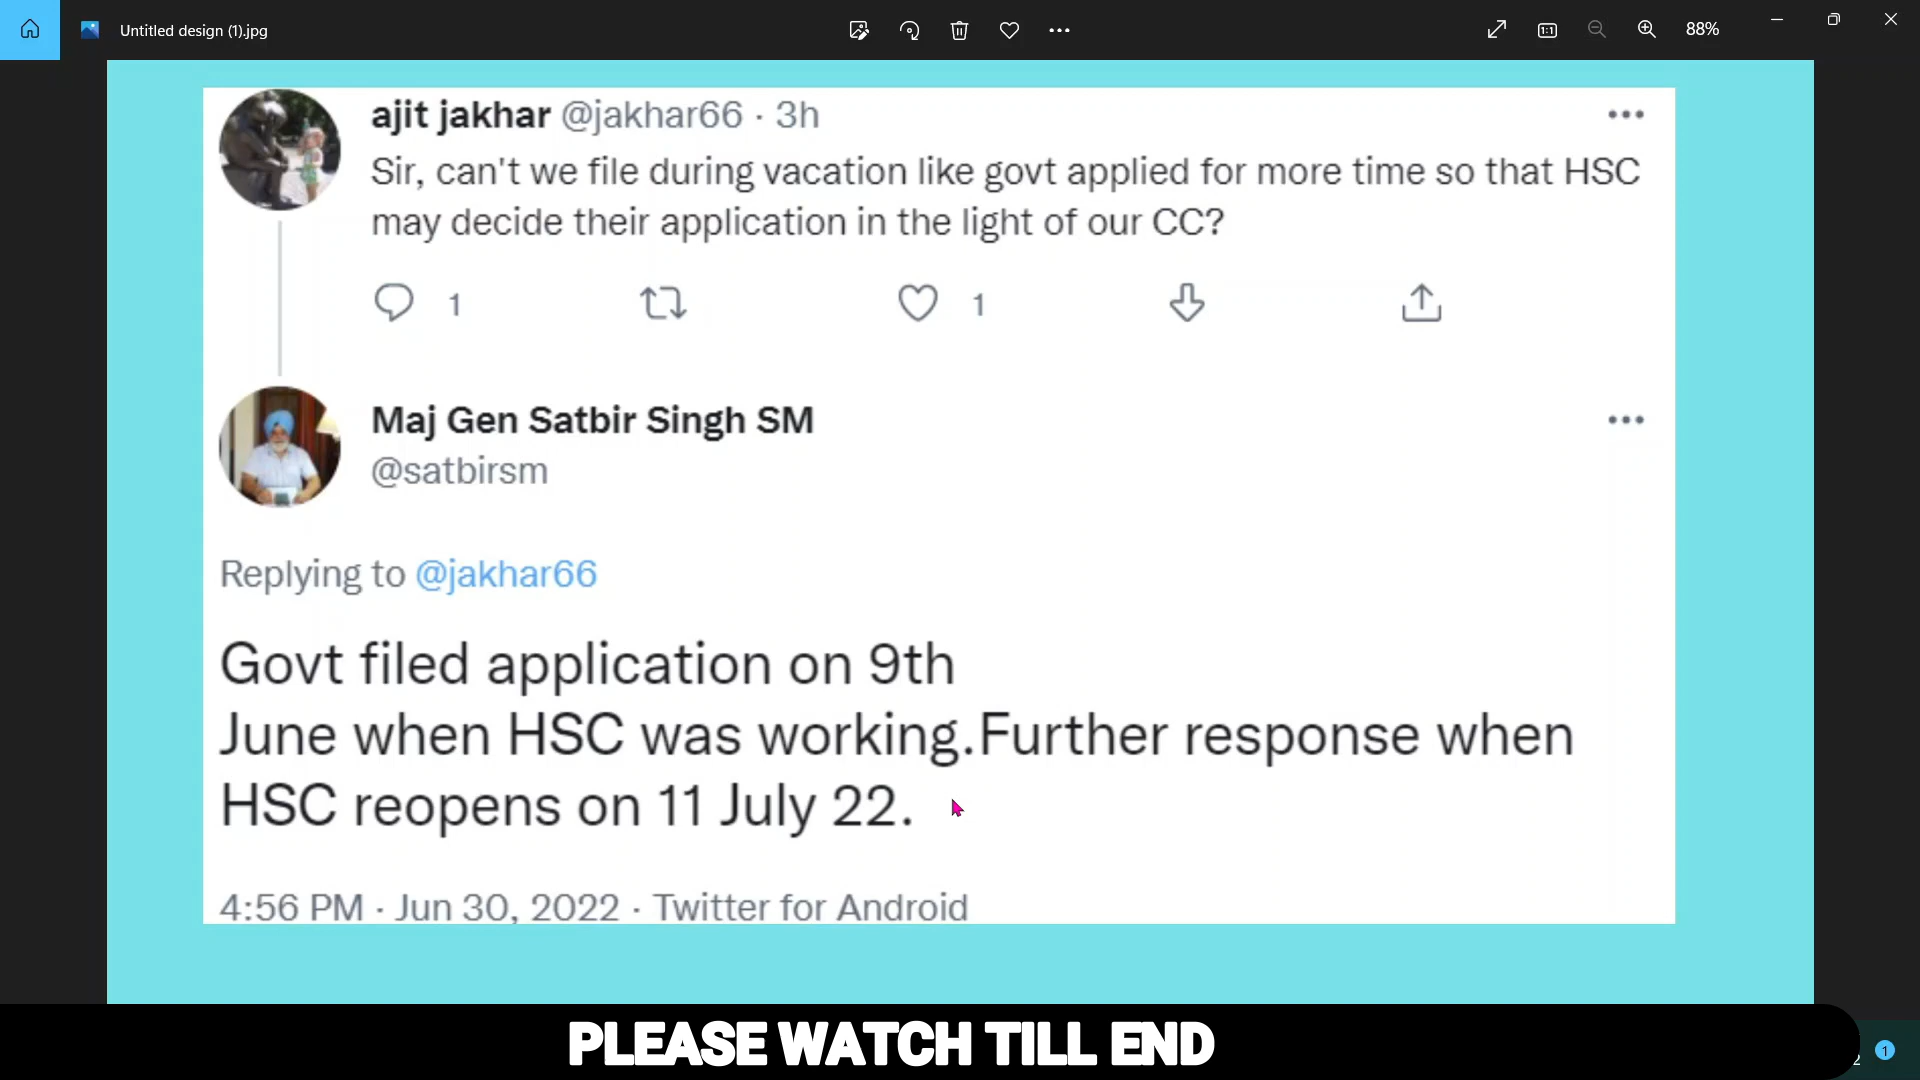 Untitled design (1).jpg
1:1
88%
ajit jakhar @jakhar66 · 3h
Sir, can't we file during vacation like govt applied for more time so that HSC
may decide their application in the light of our CC?
1 1
Maj Gen Satbir Singh SM
@satbirsm
Replying to @jakhar66
Govt filed application on 9th
June when HSC was working.Further response when
HSC reopens on 11 July 22.
4:56 PM · Jun 30, 2022 · Twitter for Android
PLEASE WATCH TILL END
2 1